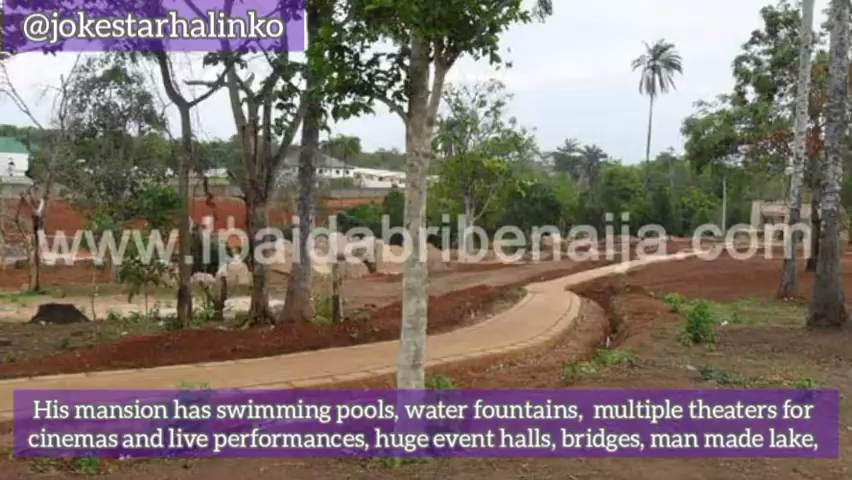 @jokestarhalinko
www.Ipaidabribenaija.com
His mansion has swimming pools, water fountains, multiple theaters for
cinemas and live performances, huge event halls, bridges, man made lake,